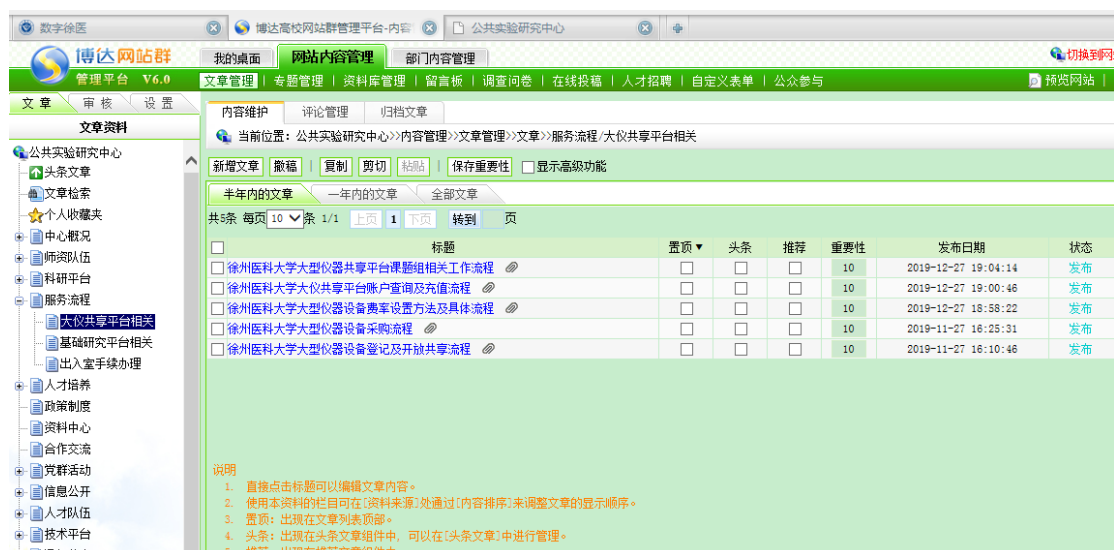 数字徐医 博达高校网站群管理平台-内容 公共实验研究中心
博达网站群 我的桌面 网站内容管理 部门内容管理 切换到网
管理平台 V6.0 文章管理 | 专题管理 | 资料库管理 | 留言板 | 调查问卷 | 在线投稿 | 人才招聘 | 自定义表单 | 公众参与 预览网站 |
文章 审核 设置
内容维护 评论管理 归档文章
文章资料
当前位置：公共实验研究中心>>内容管理>>文章管理>>文章>>服务流程/大仪共享平台相关
公共实验研究中心
头条文章
文章检索
个人收藏夹
中心概况
师资队伍
科研平台
服务流程
大仪共享平台相关
基础研究平台相关
出入室手续办理
人才培养
政策制度
资料中心
合作交流
党群活动
信息公开
人才队伍
技术平台
新增文章 撤稿 | 复制 剪切 粘贴 | 保存重要性 显示高级功能
半年内的文章 一年内的文章 全部文章
共5条 每页 10 条 1/1 上页 1 下页 转到 页
标题 置顶▼ 头条 推荐 重要性 发布日期 状态
徐州医科大学大型仪器共享平台课题组相关工作流程 10 2019-12-27 19:04:14 发布
徐州医科大学大仪共享平台账户查询及充值流程 10 2019-12-27 19:00:46 发布
徐州医科大学大型仪器设备费率设置方法及具体流程 10 2019-12-27 18:58:22 发布
徐州医科大学大型仪器设备采购流程 10 2019-11-27 16:25:31 发布
徐州医科大学大型仪器设备登记及开放共享流程 10 2019-11-27 16:10:46 发布
说明
1. 直接点击标题可以编辑文章内容。
2. 使用本资料的栏目可在[资料来源]处通过[内容排序]来调整文章的显示顺序。
3. 置顶：出现在文章列表顶部。
4. 头条：出现在头条文章组件中，可以在[头条文章]中进行管理。